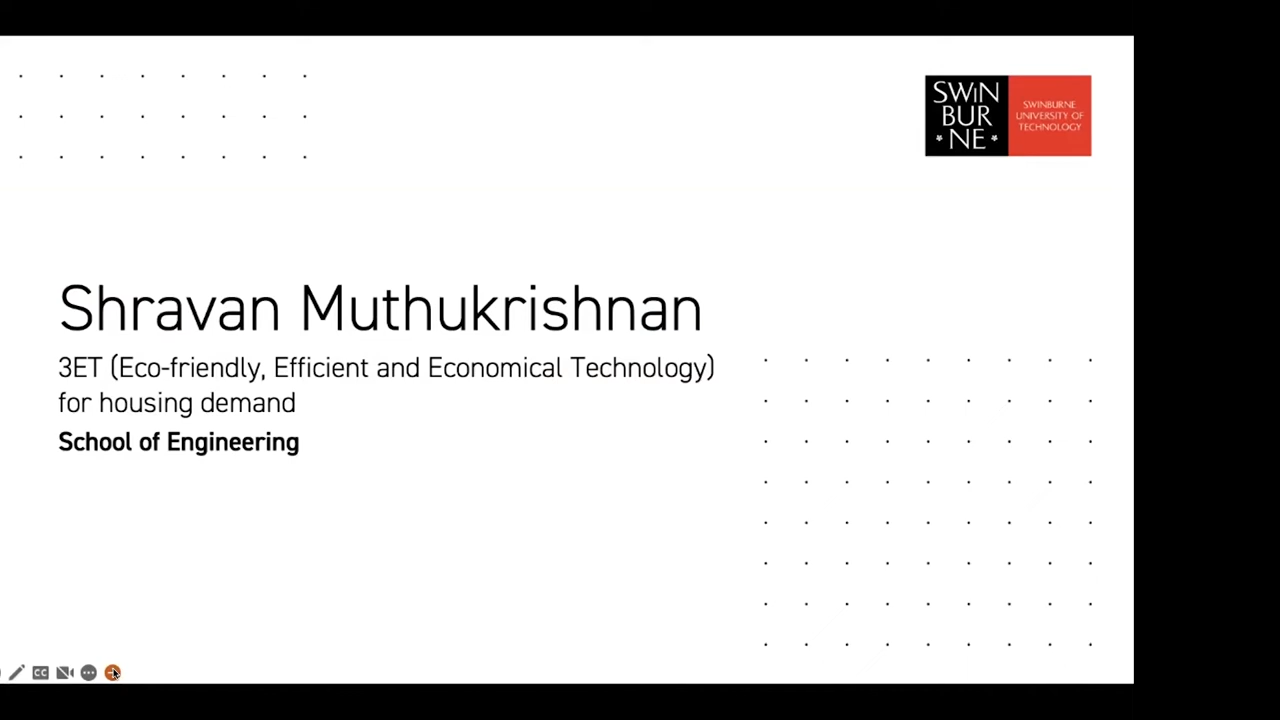 SWIN
BUR
NE
SWINBURNE
UNIVERSITY OF
TECHNOLOGY
Shravan Muthukrishnan
3ET (Eco-friendly, Efficient and Economical Technology)
for housing demand
School of Engineering
CC